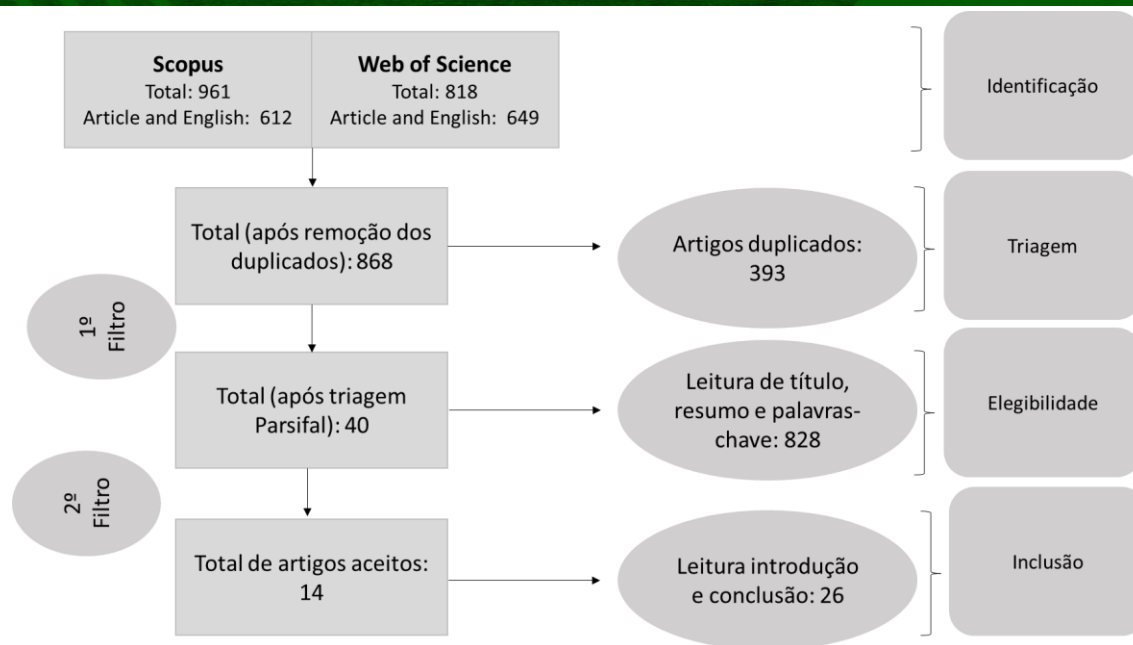 Scopus
Total: 961
Article and English: 612
Web of Science
Total: 818
Article and English: 649
Identificação
Total (após remoção dos
duplicados): 868
Artigos duplicados:
393
Triagem
1º
Filtro
Total (após triagem
Parsifal): 40
Leitura de título,
resumo e palavras-
chave: 828
Elegibilidade
2º
Filtro
Total de artigos aceitos:
14
Leitura introdução
e conclusão: 26
Inclusão